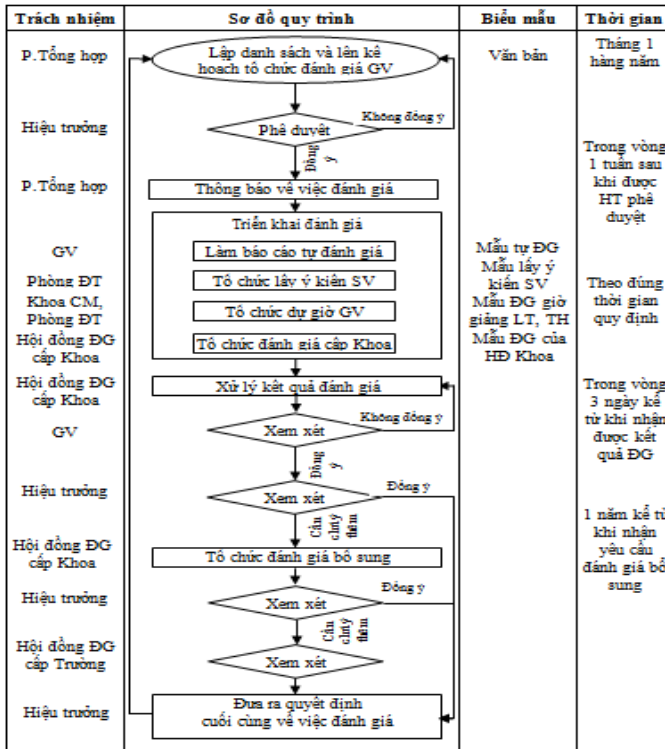 Trách nhiệm
Sơ đồ quy trình
Biểu mẫu
Thời gian
P.Tổng hợp
Lập danh sách và lên kế
hoạch tổ chức đánh giá GV
Văn bản
Tháng 1
hàng năm
Không đồng ý
Hiệu trưởng
Phê duyệt
Đồng
ý
Trong vòng
1 tuần sau
khi được
HT phê
duyệt
P.Tổng hợp
Thông báo về việc đánh giá
Triển khai đánh giá
GV
Làm báo cáo tự đánh giá
Phòng ĐT
Tổ chức lấy ý kiến SV
Khoa CM,
Phòng ĐT
Tổ chức dự giờ GV
Hội đồng ĐG
cấp Khoa
Tổ chức đánh giá cấp Khoa
Mẫu tự ĐG
Mẫu lấy ý
kiến SV
Mẫu ĐG giờ
giảng LT, TH
Mẫu ĐG của
HĐ Khoa
Theo đúng
thời gian
quy định
Hội đồng ĐG
cấp Khoa
Xử lý kết quả đánh giá
Không đồng ý
GV
Xem xét
Đồng
ý
Trong vòng
3 ngày kể
từ khi nhận
được kết
quả ĐG
Hiệu trưởng
Xem xét
Đồng ý
Cần
chú ý
thêm
Hội đồng ĐG
cấp Khoa
Tổ chức đánh giá bổ sung
1 năm kể từ
khi nhận
yêu cầu
đánh giá bổ
sung
Hiệu trưởng
Xem xét
Đồng ý
Cần
chú ý
thêm
Hội đồng ĐG
cấp Trường
Xem xét
Hiệu trưởng
Đưa ra quyết định
cuối cùng về việc đánh giá